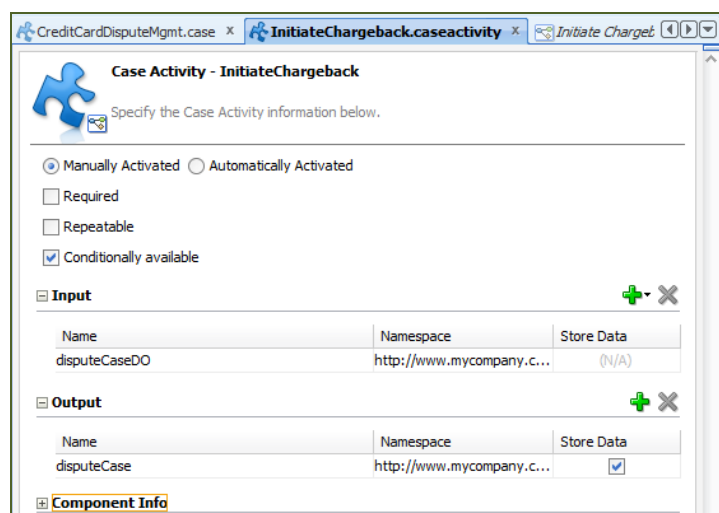 CreditCardDisputeMgmt.case x InitiateChargeback.caseactivity x Initiate Chargeb
Case Activity - InitiateChargeback
Specify the Case Activity information below.
Manually Activated Automatically Activated
Required
Repeatable
Conditionally available
Input
Name Namespace Store Data
disputeCaseDO http://www.mycompany.c... (N/A)
Output
Name Namespace Store Data
disputeCase http://www.mycompany.c...
Component Info